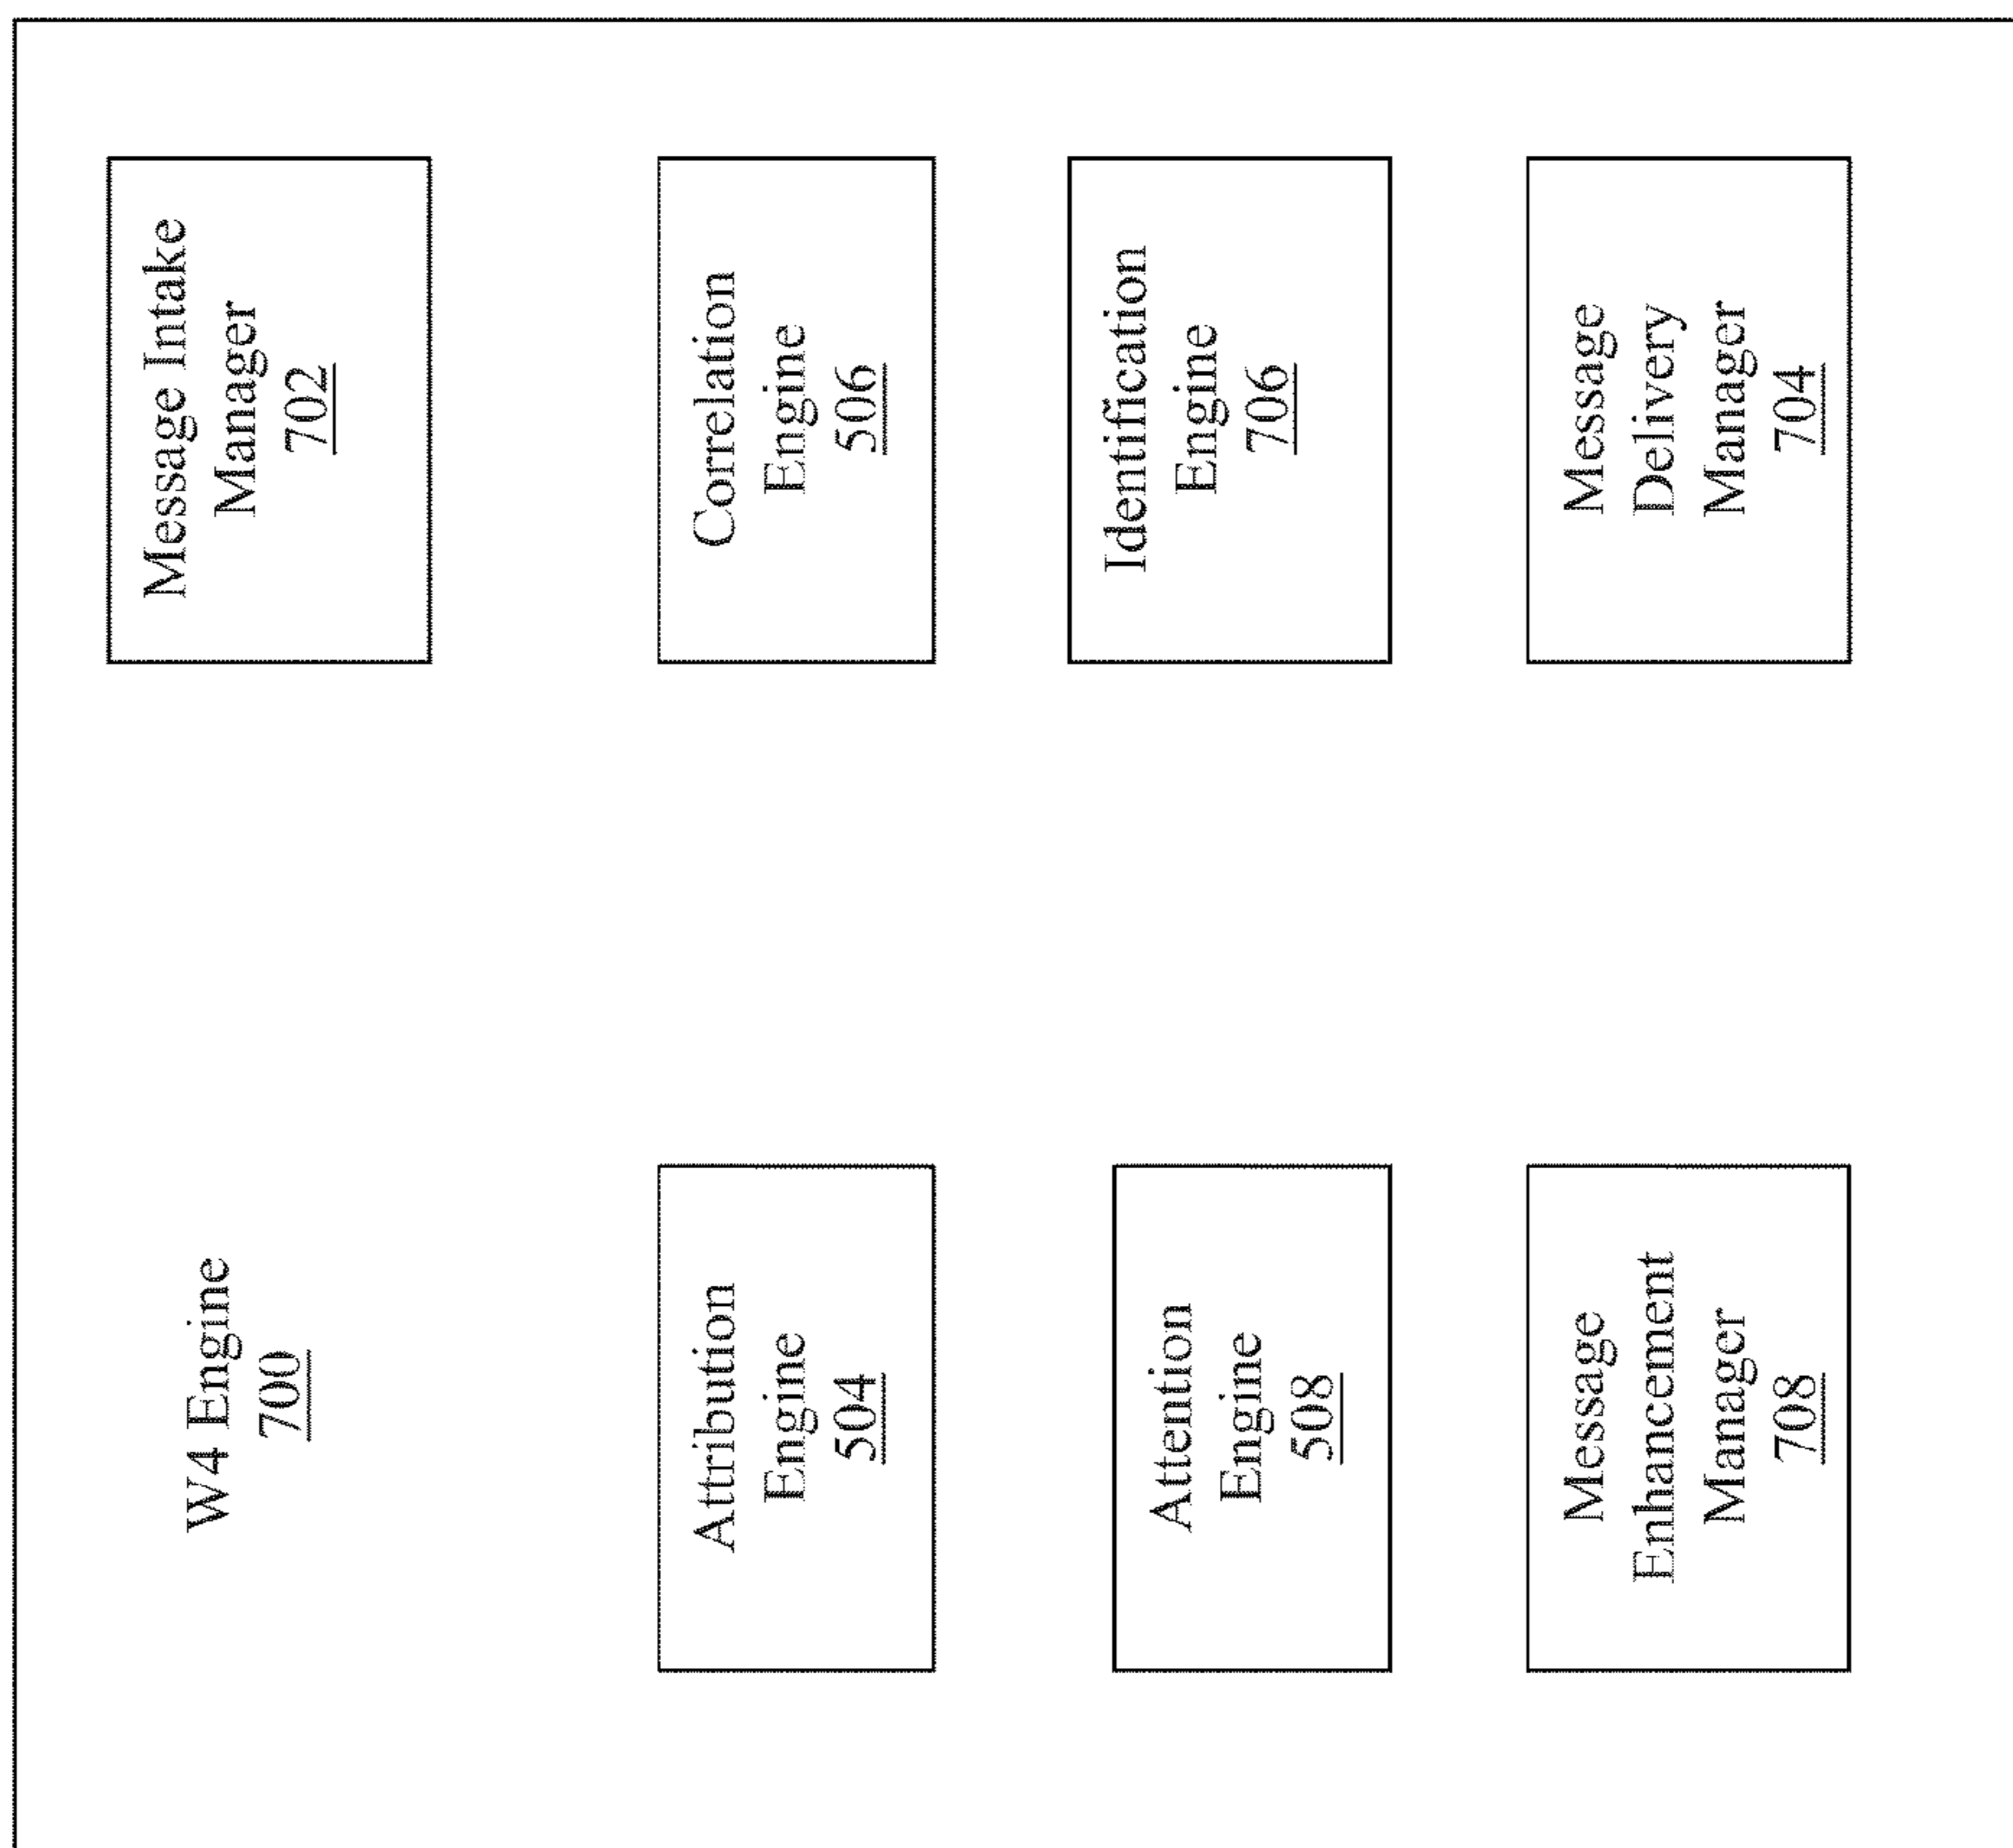 W4 Engine
700
Message Intake
Manager
702
Attribution
Engine
504
Correlation
Engine
506
Attention
Engine
508
Identification
Engine
706
Message
Enhancement
Manager
708
Message
Delivery
Manager
704